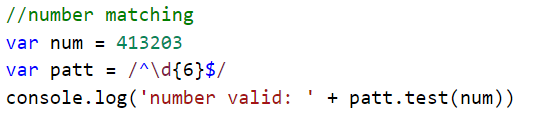 //number matching
var num = 413203
var patt = /^\d{6}$/
console.log('number valid: ' + patt.test(num))